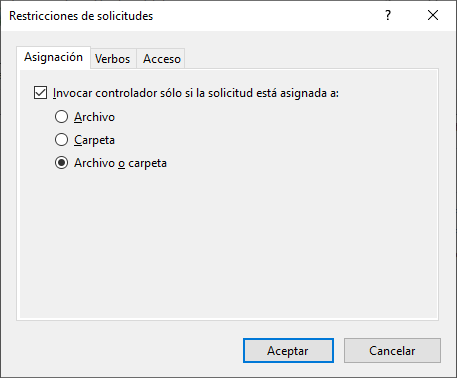 Restricciones de solicitudes
?
Asignación Verbos Acceso
Invocar controlador sólo si la solicitud está asignada a:
Archivo
Carpeta
Archivo o carpeta
Aceptar Cancelar